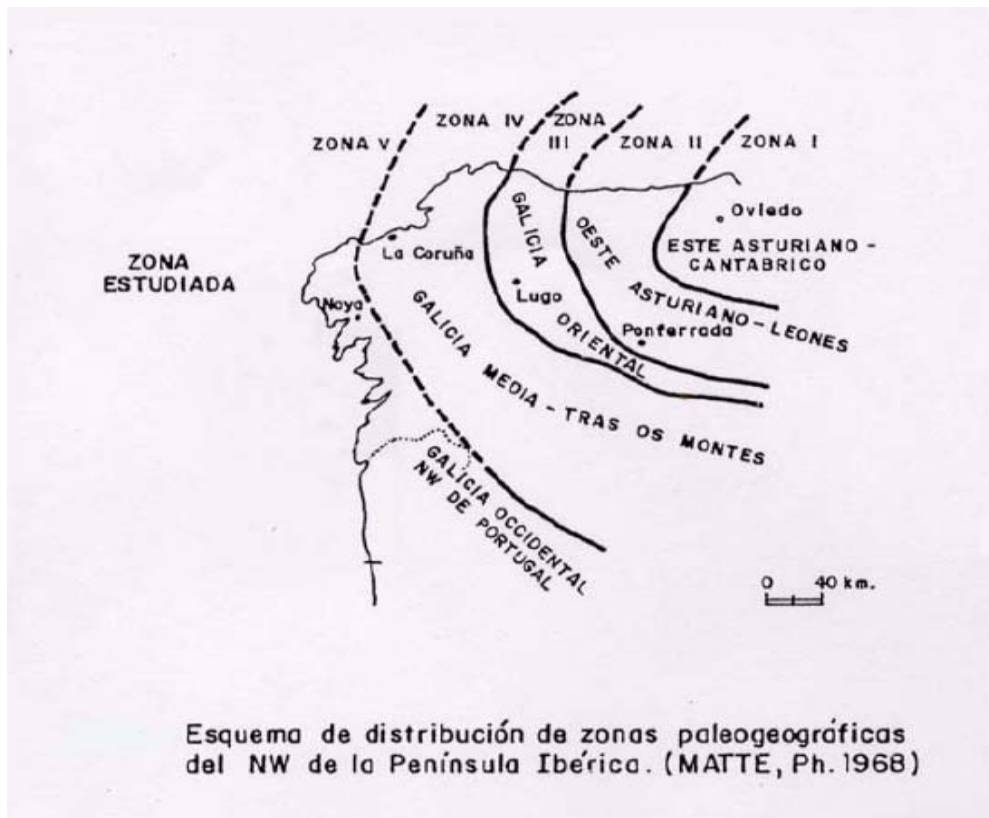 ZONA V
ZONA IV
ZONA
III
ZONA II
ZONA I
Oviedo
ESTE ASTURIANO -
CANTABRICO
La Coruña
GALICIA
OESTE
ASTURIANO - LEONES
ZONA
ESTUDIADA
Noya
Lugo
ORIENTAL
Ponferrada
GALICIA
MEDIA - TRAS OS MONTES
GALICIA OCCIDENTAL
NW DE PORTUGAL
0 40 km.
Esquema de distribución de zonas paleogeográficas
del NW de la Península Ibérica. (MATTE, Ph. 1968)